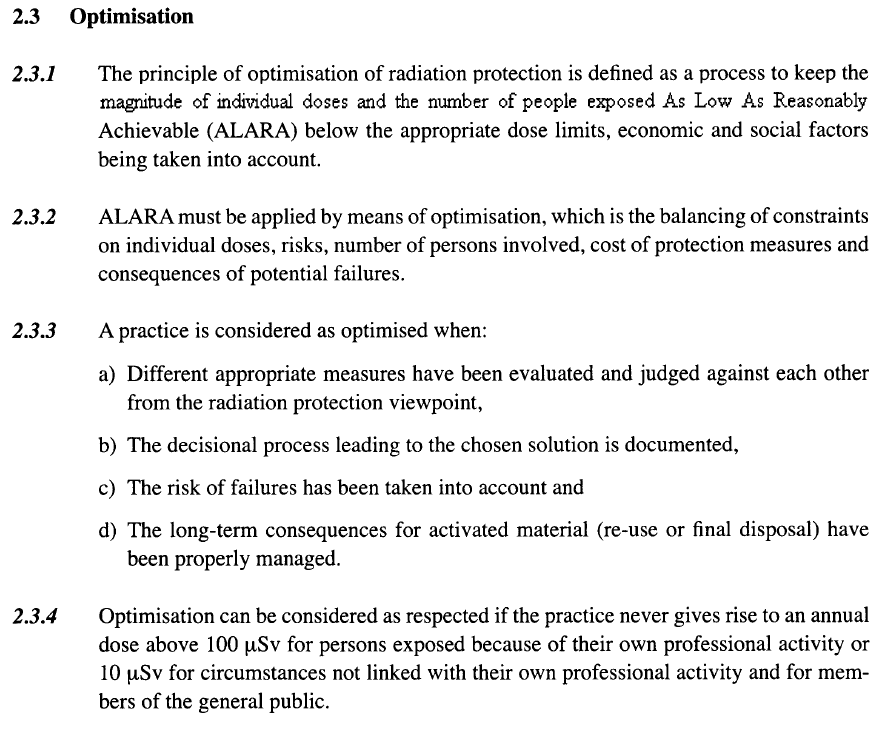 2.3 Optimisation
2.3.1 The principle of optimisation of radiation protection is defined as a process to keep the
magnitude of individual doses and the number of people exposed As Low As Reasonably
Achievable (ALARA) below the appropriate dose limits, economic and social factors
being taken into account.
2.3.2 ALARA must be applied by means of optimisation, which is the balancing of constraints
on individual doses, risks, number of persons involved, cost of protection measures and
consequences of potential failures.
2.3.3 A practice is considered as optimised when:
a) Different appropriate measures have been evaluated and judged against each other
from the radiation protection viewpoint,
b) The decisional process leading to the chosen solution is documented,
c) The risk of failures has been taken into account and
d) The long-term consequences for activated material (re-use or final disposal) have
been properly managed.
2.3.4 Optimisation can be considered as respected if the practice never gives rise to an annual
dose above 100 µSv for persons exposed because of their own professional activity or
10 µSv for circumstances not linked with their own professional activity and for mem-
bers of the general public.